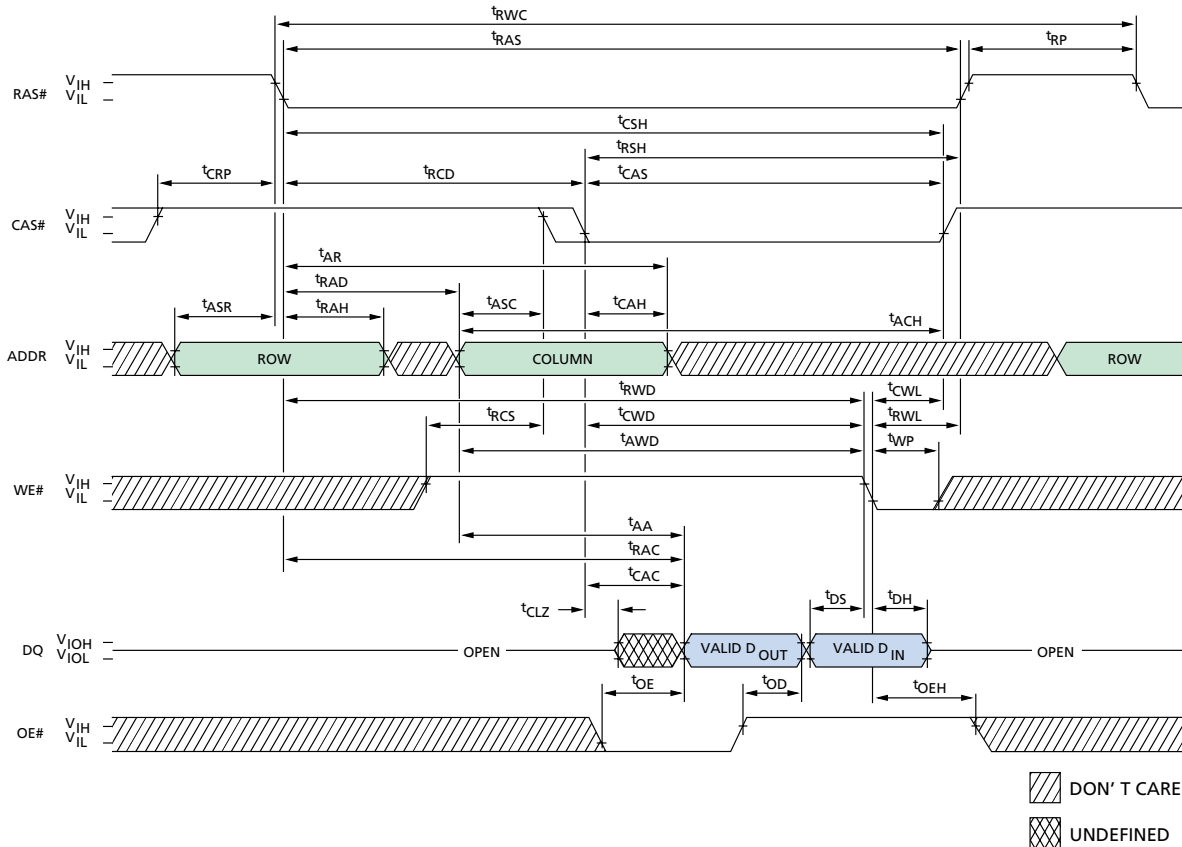 tRWC
tRAS
tRP
RAS#
VIH
VIL
tCSH
tRSH
tCRP
tRCD
tCAS
CAS#
VIH
VIL
tAR
tRAD
tASC
tCAH
tASR
tRAH
tACH
ADDR
VIH
VIL
ROW
COLUMN
ROW
tRWD
tCWL
tRCS
tCWD
tRWL
tAWD
tWP
WE#
VIH
VIL
tAA
tRAC
tCAC
tCLZ
tDS
tDH
DQ
VIOH
VIOL
OPEN
VALID DOUT
VALID DIN
OPEN
tOE
tOD
tOEH
OE#
VIH
VIL
DON' T CARE
UNDEFINED